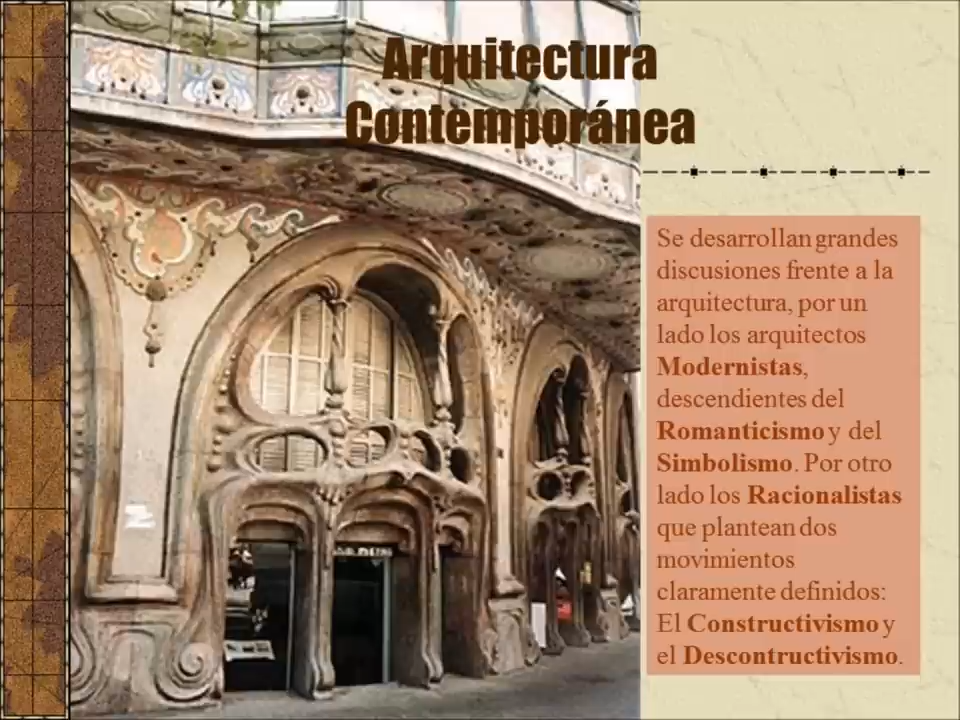 Arquitectura
Contemporánea
Se desarrollan grandes
discusiones frente a la
arquitectura, por un
lado los arquitectos
Modernistas,
descendientes del
Romanticismo y del
Simbolismo. Por otro
lado los Racionalistas
que plantean dos
movimientos
claramente definidos:
El Constructivismo y
el Descontructivismo.